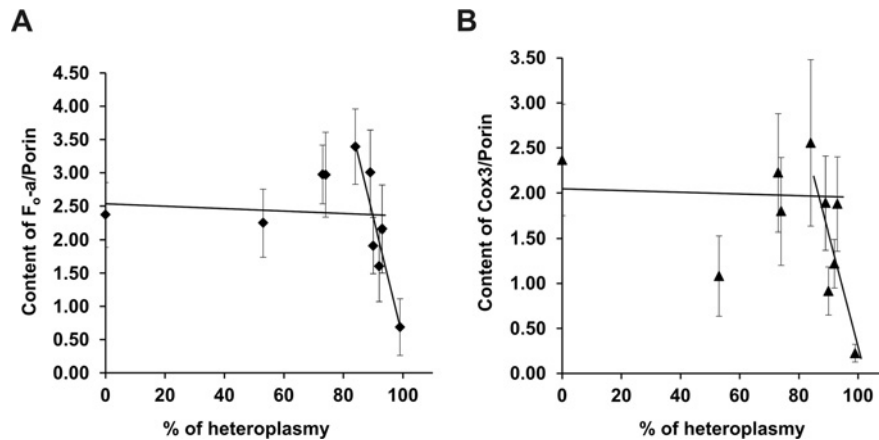 A
Content of Fo-a/Porin
4.50
4.00
3.50
3.00
2.50
2.00
1.50
1.00
0.50
0.00
0 20 40 60 80 100
% of heteroplasmy
B
Content of Cox3/Porin
3.50
3.00
2.50
2.00
1.50
1.00
0.50
0.00
0 20 40 60 80 100
% of heteroplasmy